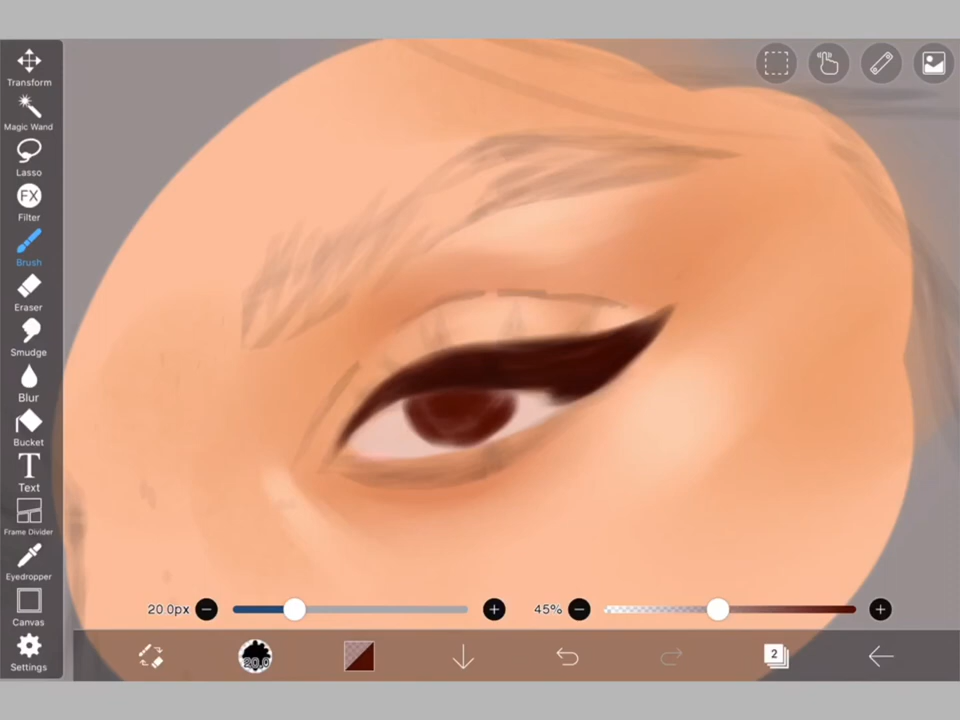 Transform
Magic Wand
Lasso
FX
Filter
Brush
Eraser
Smudge
Blur
Bucket
T
Text
Frame Divider
Eyedropper
Canvas
Settings
20.0px
45%
20.0
2